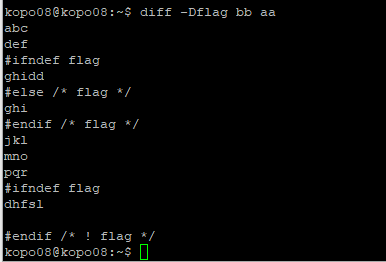 kopo08@kopo08:~$ diff -Dflag bb aa
abc
def
#ifndef flag
ghidd
#else /* flag */
ghi
#endif /* flag */
jkl
mno
pqr
#ifndef flag
dhfsl

#endif /* ! flag */
kopo08@kopo08:~$